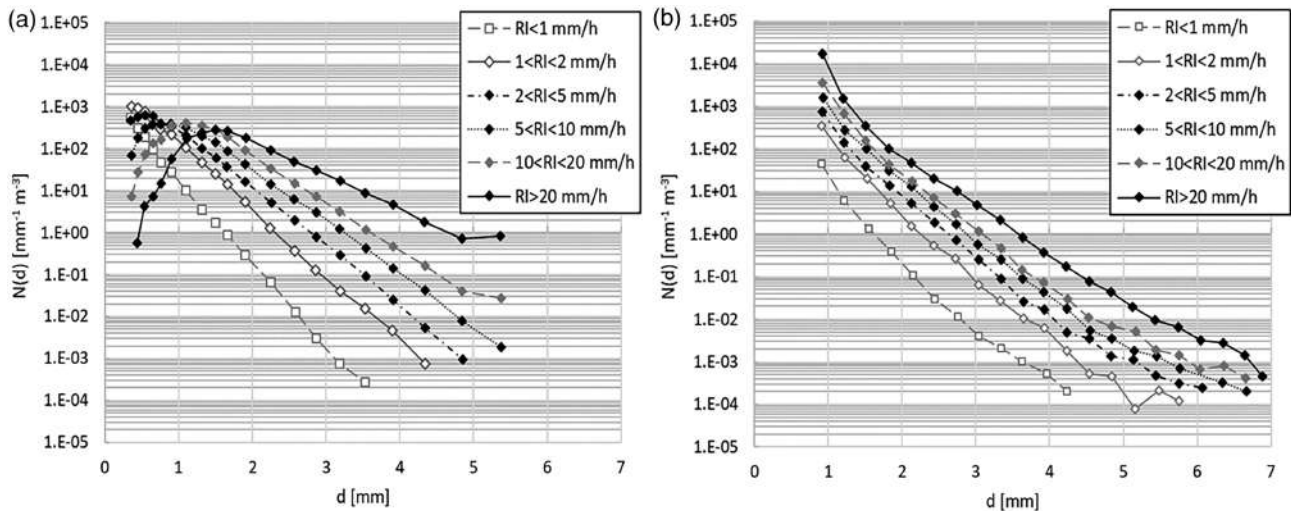 (a)
1.E+05
1.E+04
1.E+03
1.E+02
1.E+01
1.E+00
1.E-01
1.E-02
1.E-03
1.E-04
1.E-05
N(d) [mm⁻¹ m⁻³]
0 1 2 3 4 5 6 7
d [mm]
RI<1 mm/h
1<RI<2 mm/h
2<RI<5 mm/h
5<RI<10 mm/h
10<RI<20 mm/h
RI>20 mm/h
(b)
1.E+05
1.E+04
1.E+03
1.E+02
1.E+01
1.E+00
1.E-01
1.E-02
1.E-03
1.E-04
1.E-05
N(d) [mm⁻¹ m⁻³]
0 1 2 3 4 5 6 7
d [mm]
RI<1 mm/h
1<RI<2 mm/h
2<RI<5 mm/h
5<RI<10 mm/h
10<RI<20 mm/h
RI>20 mm/h